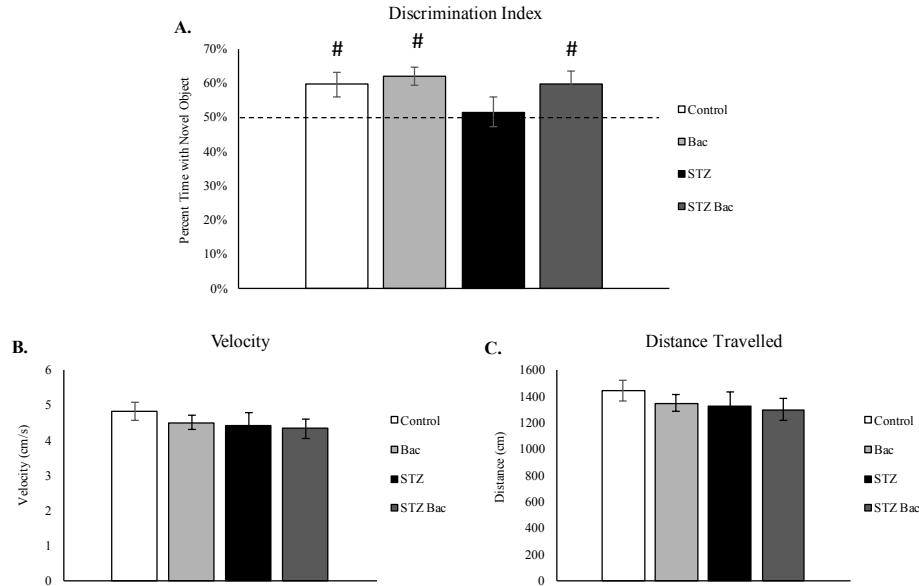 Discrimination Index
A.
# # #
Percent Time with Novel Object
70%
60%
50%
40%
30%
20%
10%
0%
Control
Bac
STZ
STZ Bac
B.
Velocity
Velocity (cm/s)
6
5
4
3
2
1
0
Control
Bac
STZ
STZ Bac
C.
Distance Travelled
Distance (cm)
1600
1400
1200
1000
800
600
400
200
0
Control
Bac
STZ
STZ Bac